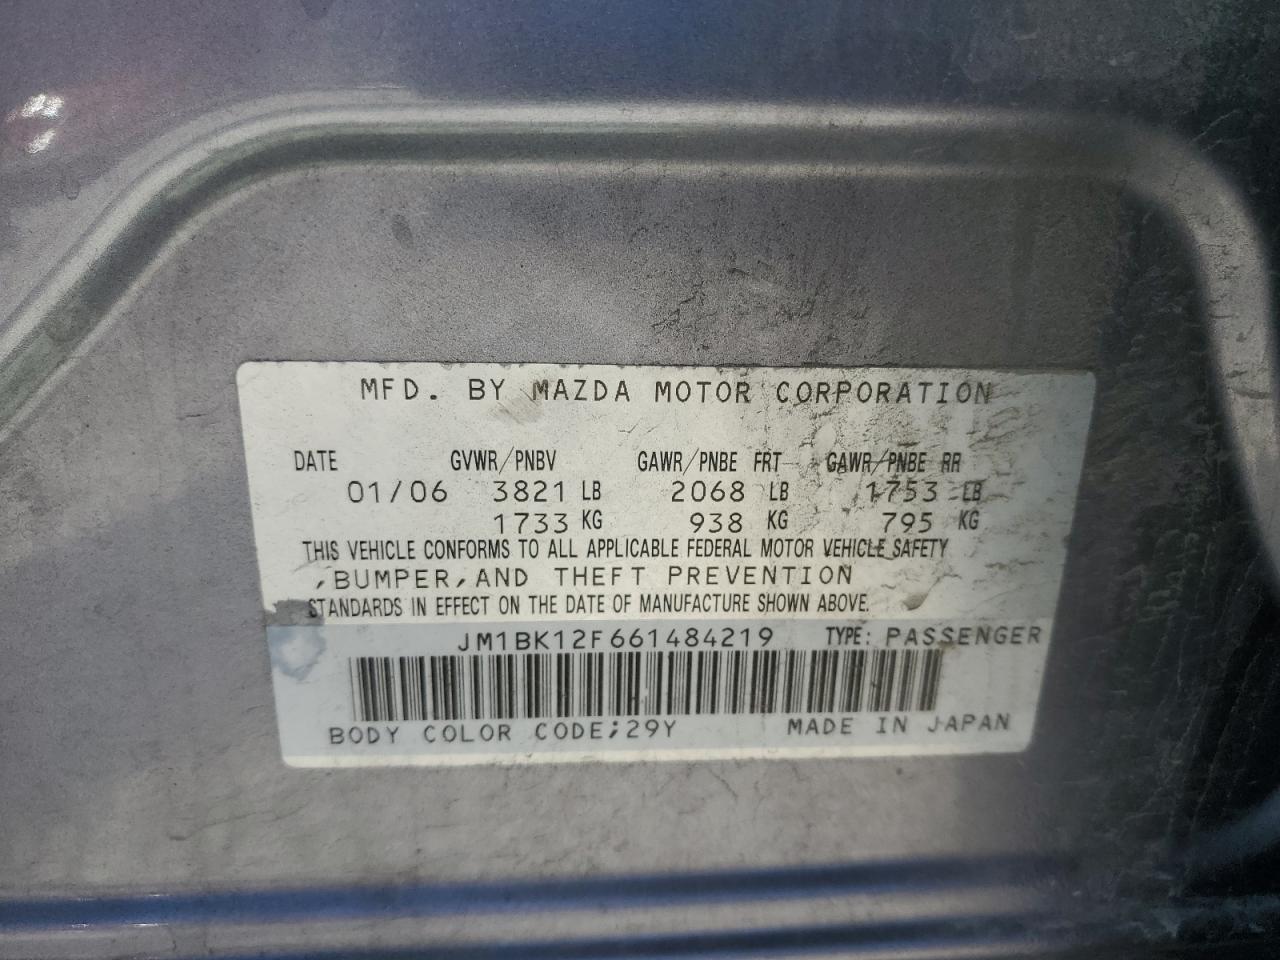 MFD. BY MAZDA MOTOR CORPORATION
DATE GVWR/PNBV GAWR/PNBE FRT GAWR/PNBE RR
01/06 3821 LB 2068 LB 1753 LB
1733 KG 938 KG 795 KG
THIS VEHICLE CONFORMS TO ALL APPLICABLE FEDERAL MOTOR VEHICLE SAFETY
,BUMPER,AND THEFT PREVENTION
STANDARDS IN EFFECT ON THE DATE OF MANUFACTURE SHOWN ABOVE.
JM1BK12F661484219 TYPE: PASSENGER
BODY COLOR CODE;29Y MADE IN JAPAN